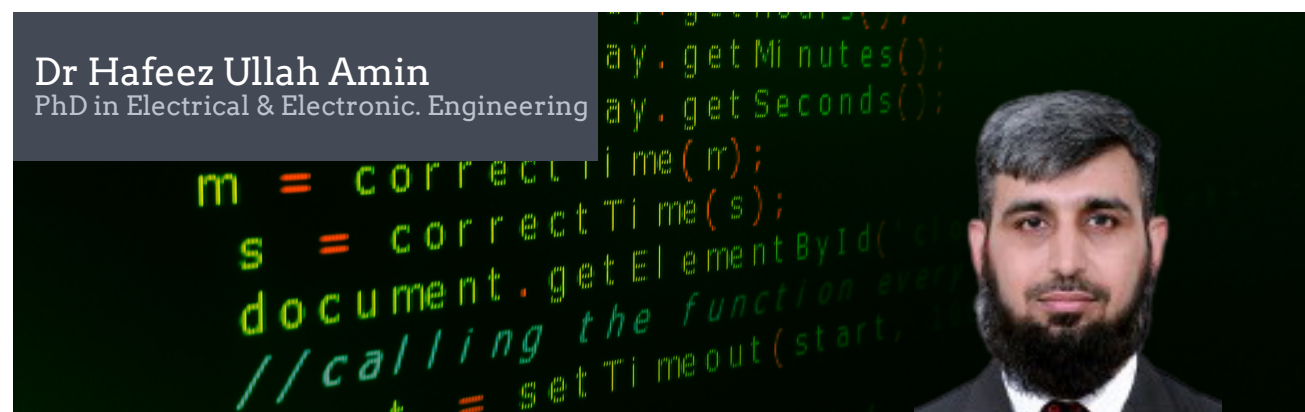 Dr Hafeez Ullah Amin
PhD in Electrical & Electronic. Engineering
ay.getMinutes();
ay.getSeconds();
m = correctTime(m);
s = correctTime(s);
document.getElementById(
//calling the function every
= setTimeout(start,